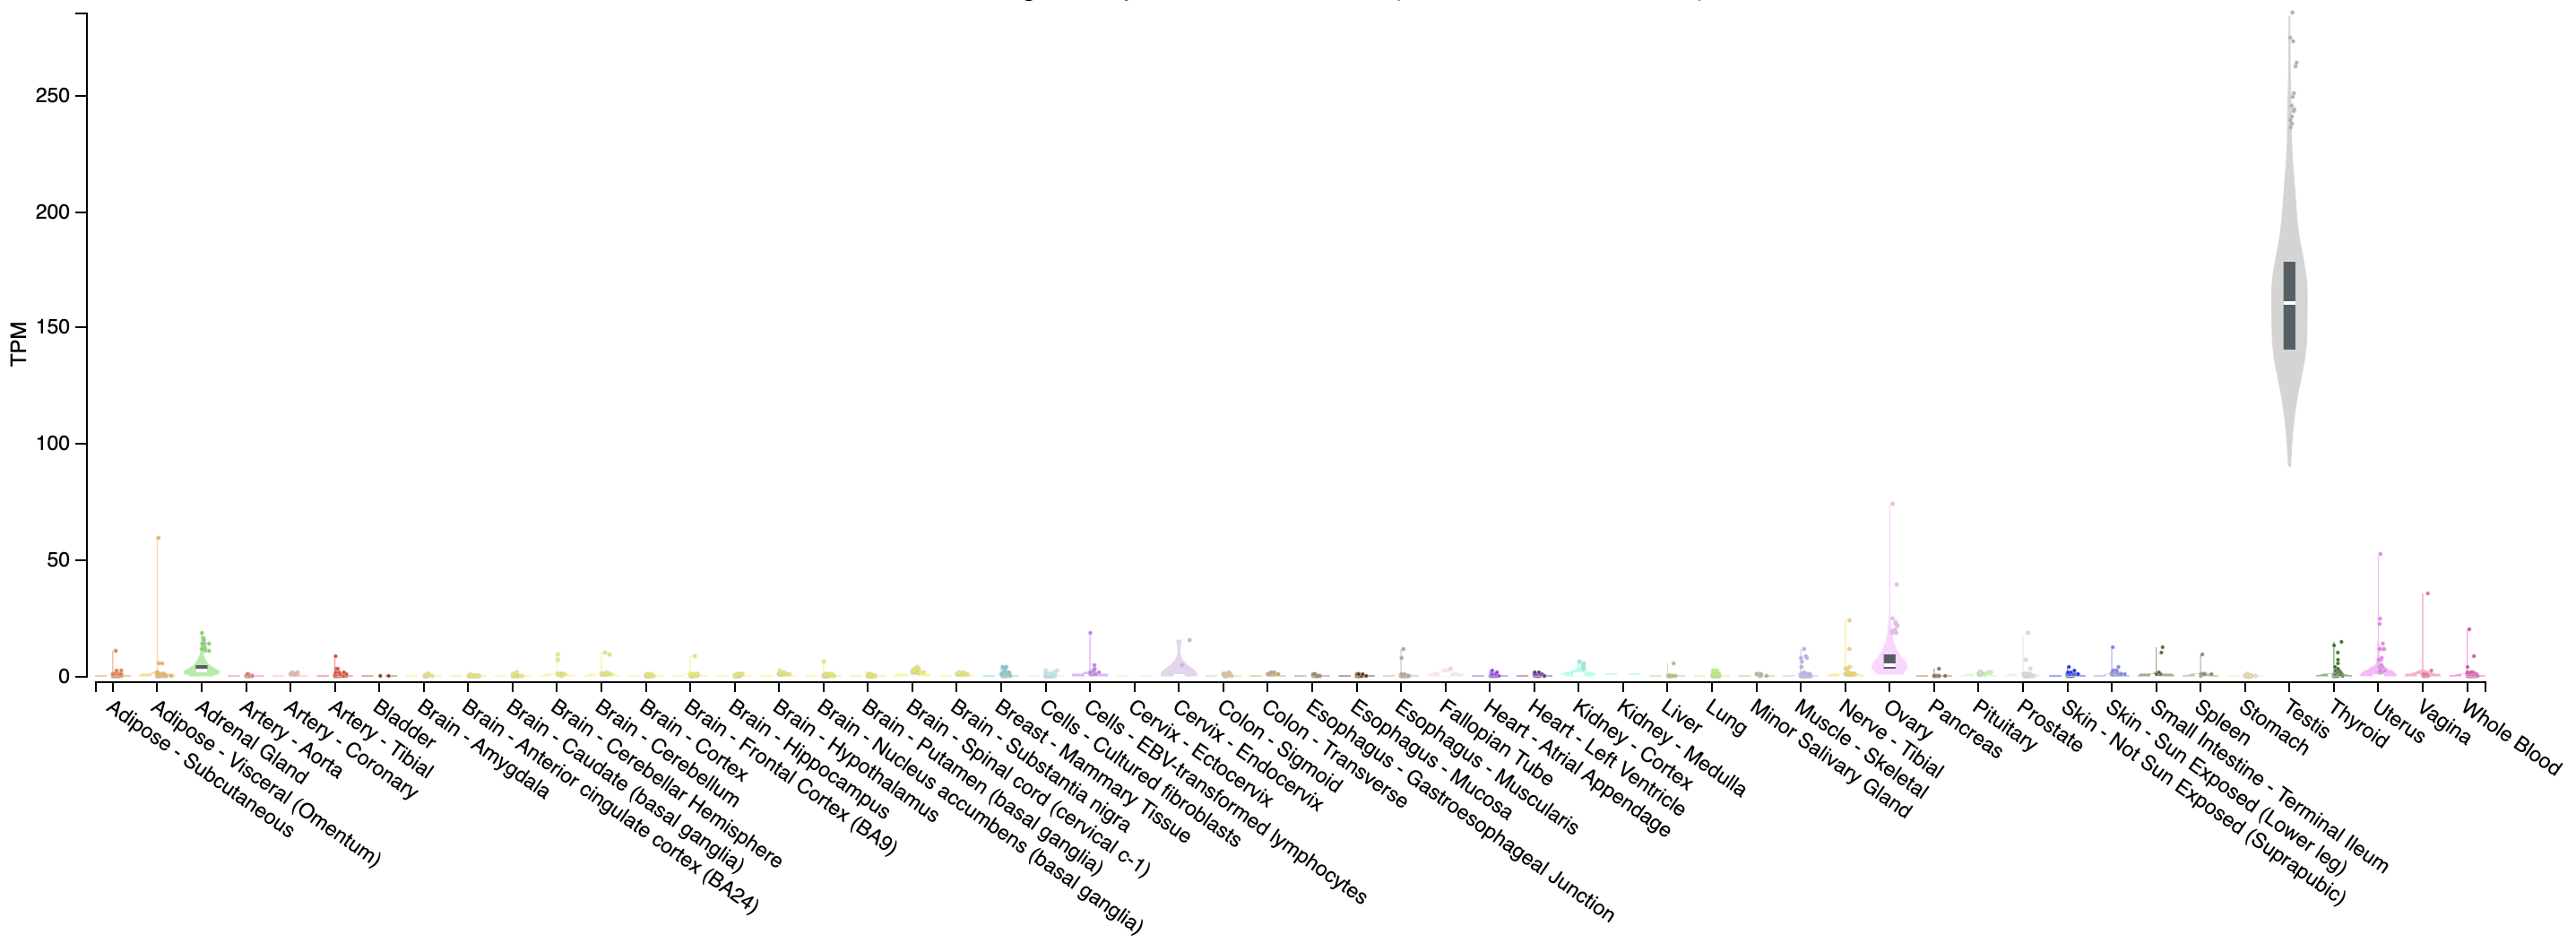 250
200
150
100
50
0
TPM
Adipose - Subcutaneous
Adipose - Visceral (Omentum)
Adrenal Gland
Artery - Aorta
Artery - Coronary
Artery - Tibial
Bladder
Brain - Amygdala
Brain - Anterior cingulate cortex (BA24)
Brain - Caudate (basal ganglia)
Brain - Cerebellar Hemisphere
Brain - Cerebellum
Brain - Cortex
Brain - Frontal Cortex (BA9)
Brain - Hippocampus
Brain - Hypothalamus
Brain - Nucleus accumbens (basal ganglia)
Brain - Putamen (basal ganglia)
Brain - Spinal cord (cervical c-1)
Brain - Substantia nigra
Breast - Mammary Tissue
Cells - Cultured fibroblasts
Cells - EBV-transformed lymphocytes
Cervix - Ectocervix
Cervix - Endocervix
Colon - Sigmoid
Colon - Transverse
Esophagus - Gastroesophageal Junction
Esophagus - Mucosa
Esophagus - Muscularis
Fallopian Tube
Heart - Atrial Appendage
Heart - Left Ventricle
Kidney - Cortex
Kidney - Medulla
Liver
Lung
Minor Salivary Gland
Muscle - Skeletal
Nerve - Tibial
Ovary
Pancreas
Pituitary
Prostate
Skin - Not Sun Exposed (Suprapubic)
Skin - Sun Exposed (Lower leg)
Small Intestine - Terminal Ileum
Spleen
Stomach
Testis
Thyroid
Uterus
Vagina
Whole Blood